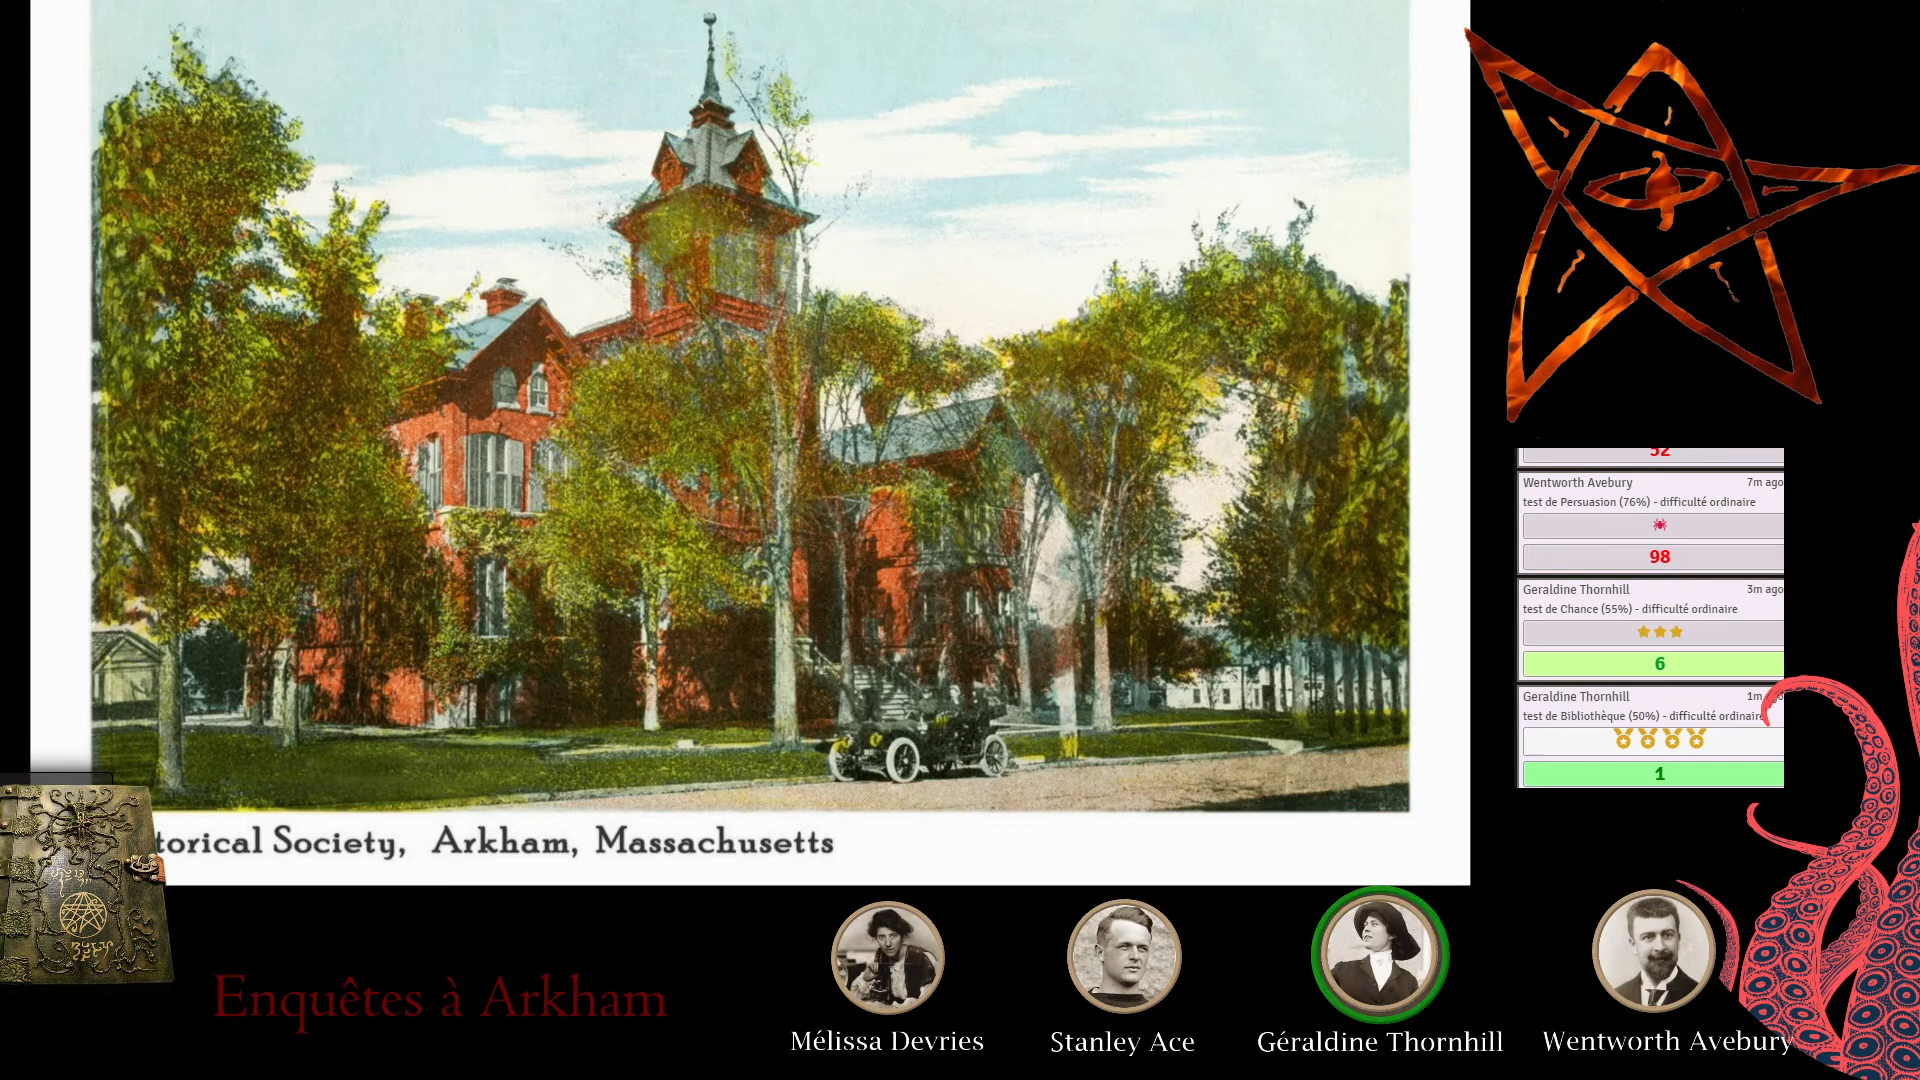 52
Wentworth Avebury 7m ago
test de Persuasion (76%) - difficulté ordinaire
98
Geraldine Thornhill 3m ago
test de Chance (55%) - difficulté ordinaire
6
Geraldine Thornhill 1m
test de Bibliothèque (50%) - difficulté ordinaire
1
torical Society, Arkham, Massachusetts
Enquêtes à Arkham
Mélissa Devries
Stanley Ace
Géraldine Thornhill
Wentworth Avebury